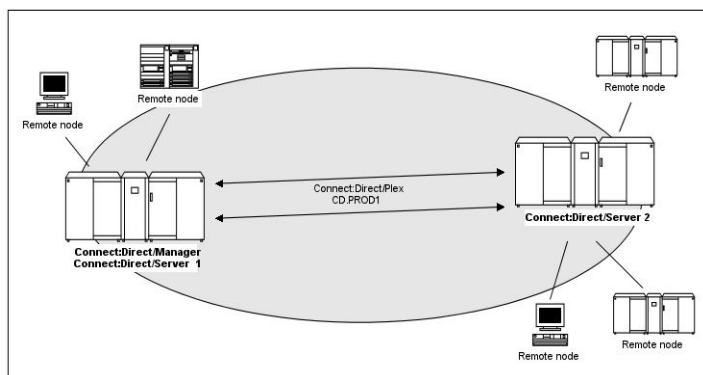 Remote node
Remote node
Remote node
Connect:Direct/Plex
CD.PROD1
Connect:Direct/Server 2
Connect:Direct/Manager
Connect:Direct/Server 1
Remote node
Remote node